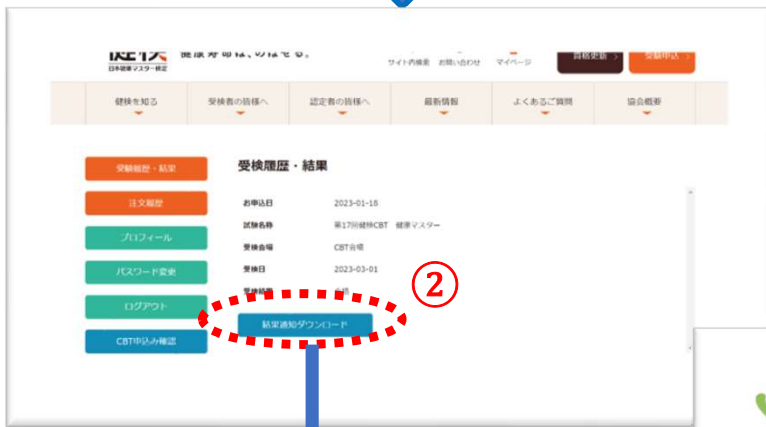 日本健康マスター検定
健康寿命は、のばせる。
サイト内検索 お問い合わせ マイページ
資格更新
受験申込
健検を知る 受検者の皆様へ 認定者の皆様へ 最新情報 よくあるご質問 協会概要
受験履歴・結果
注文履歴
プロフィール
パスワード変更
ログアウト
CBT申込み確認
受検履歴・結果
お申込日 2023-01-18
試験名称 第17回健検CBT 健康マスター
受検会場 CBT会場
受検日 2023-03-01
受検結果 合格
②
結果通知ダウンロード